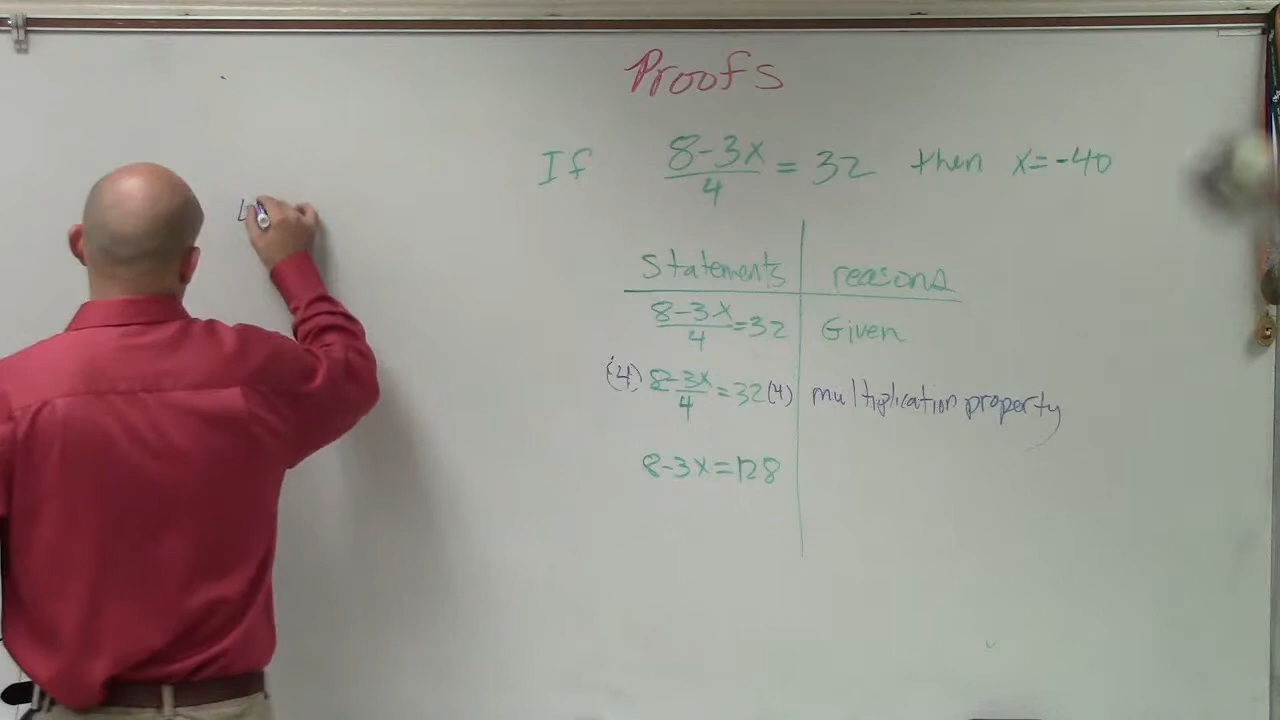 Proofs
If (8-3x)/4 = 32 then x=-40
Statements reasons
(8-3x)/4=32 Given
(4) (8-3x)/4 = 32(4) multiplication property
8-3x=128